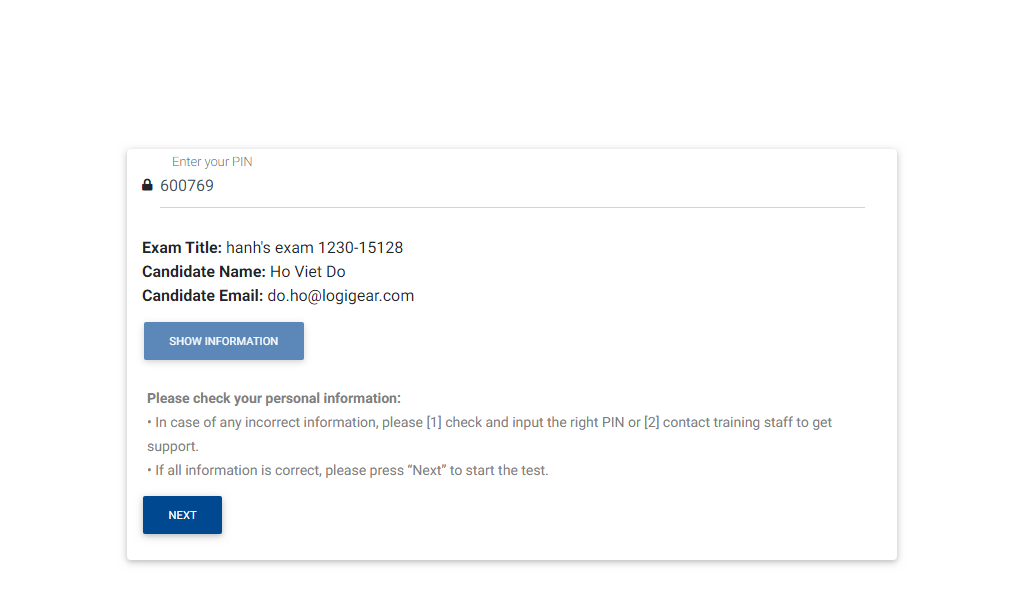 Enter your PIN
600769
Exam Title: hanh's exam 1230-15128
Candidate Name: Ho Viet Do
Candidate Email: do.ho@logigear.com
SHOW INFORMATION
Please check your personal information:
• In case of any incorrect information, please [1] check and input the right PIN or [2] contact training staff to get
support.
• If all information is correct, please press “Next” to start the test.
NEXT